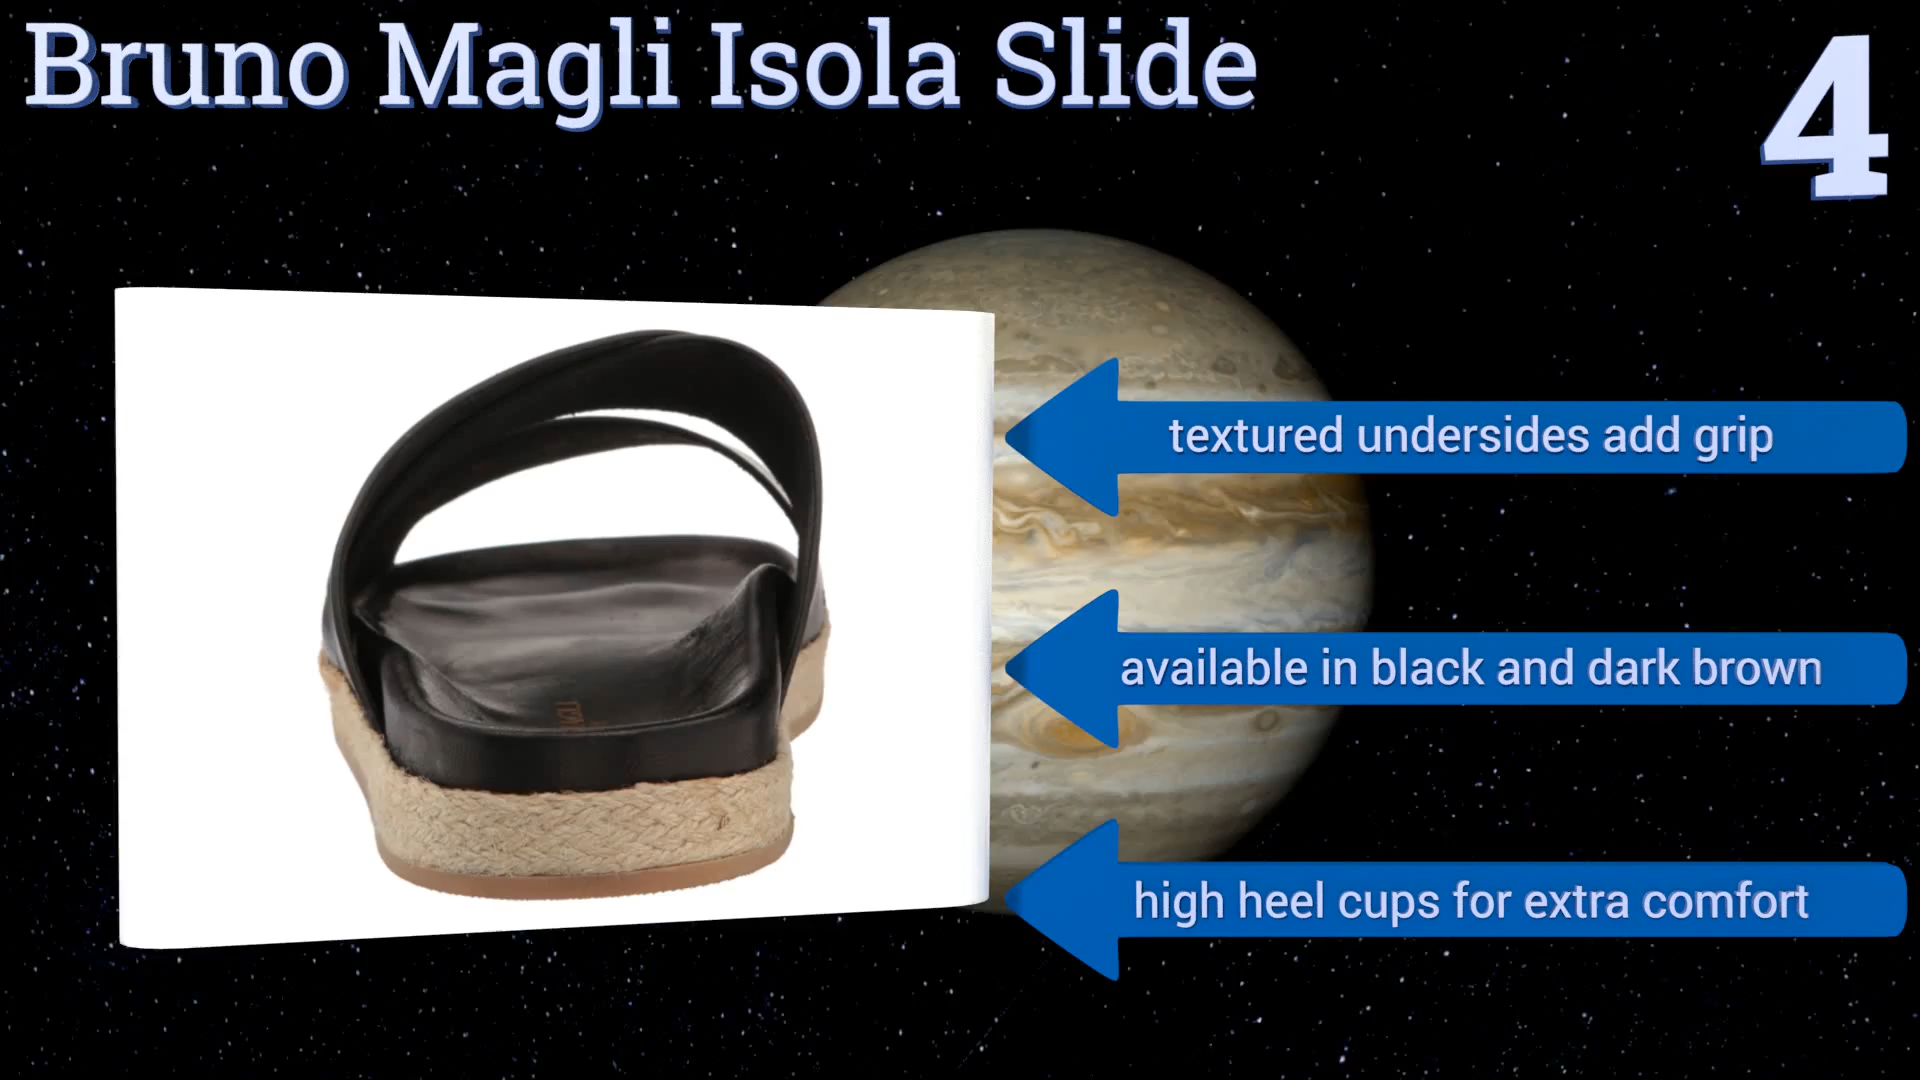 Bruno Magli Isola Slide
4
textured undersides add grip
available in black and dark brown
high heel cups for extra comfort